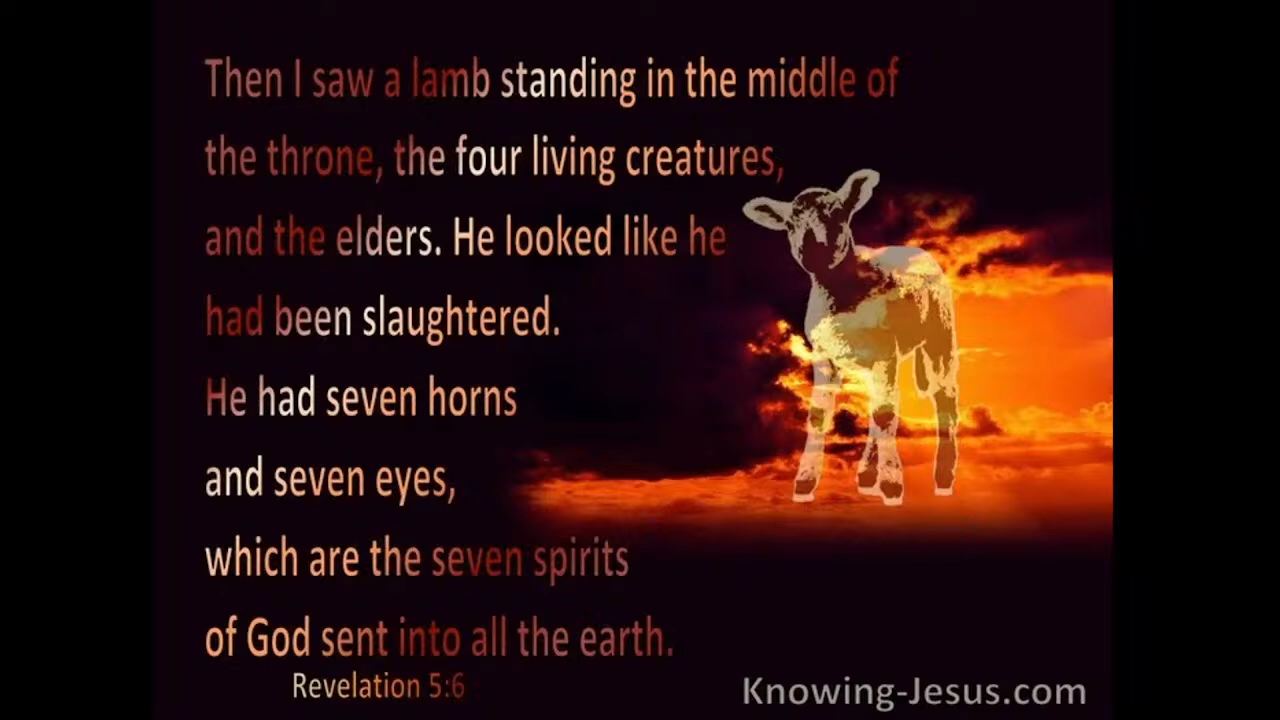 Then I saw a lamb standing in the middle of
the throne, the four living creatures,
and the elders. He looked like he
had been slaughtered.
He had seven horns
and seven eyes,
which are the seven spirits
of God sent into all the earth.
Revelation 5:6
Knowing-Jesus.com